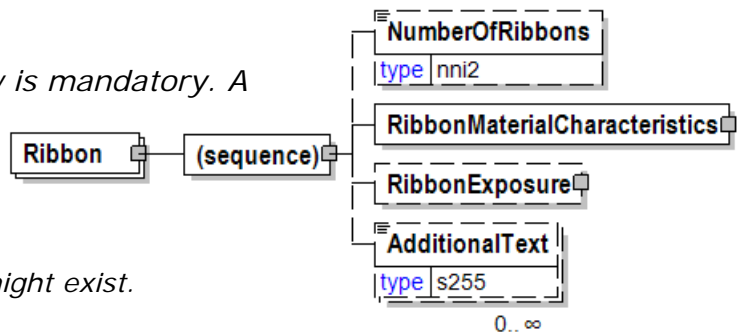 NumberOfRibbons
type nni2
is mandatory. A
RibbonMaterialCharacteristics
Ribbon (sequence)
RibbonExposure
AdditionalText
type s255
might exist.
0.. ∞